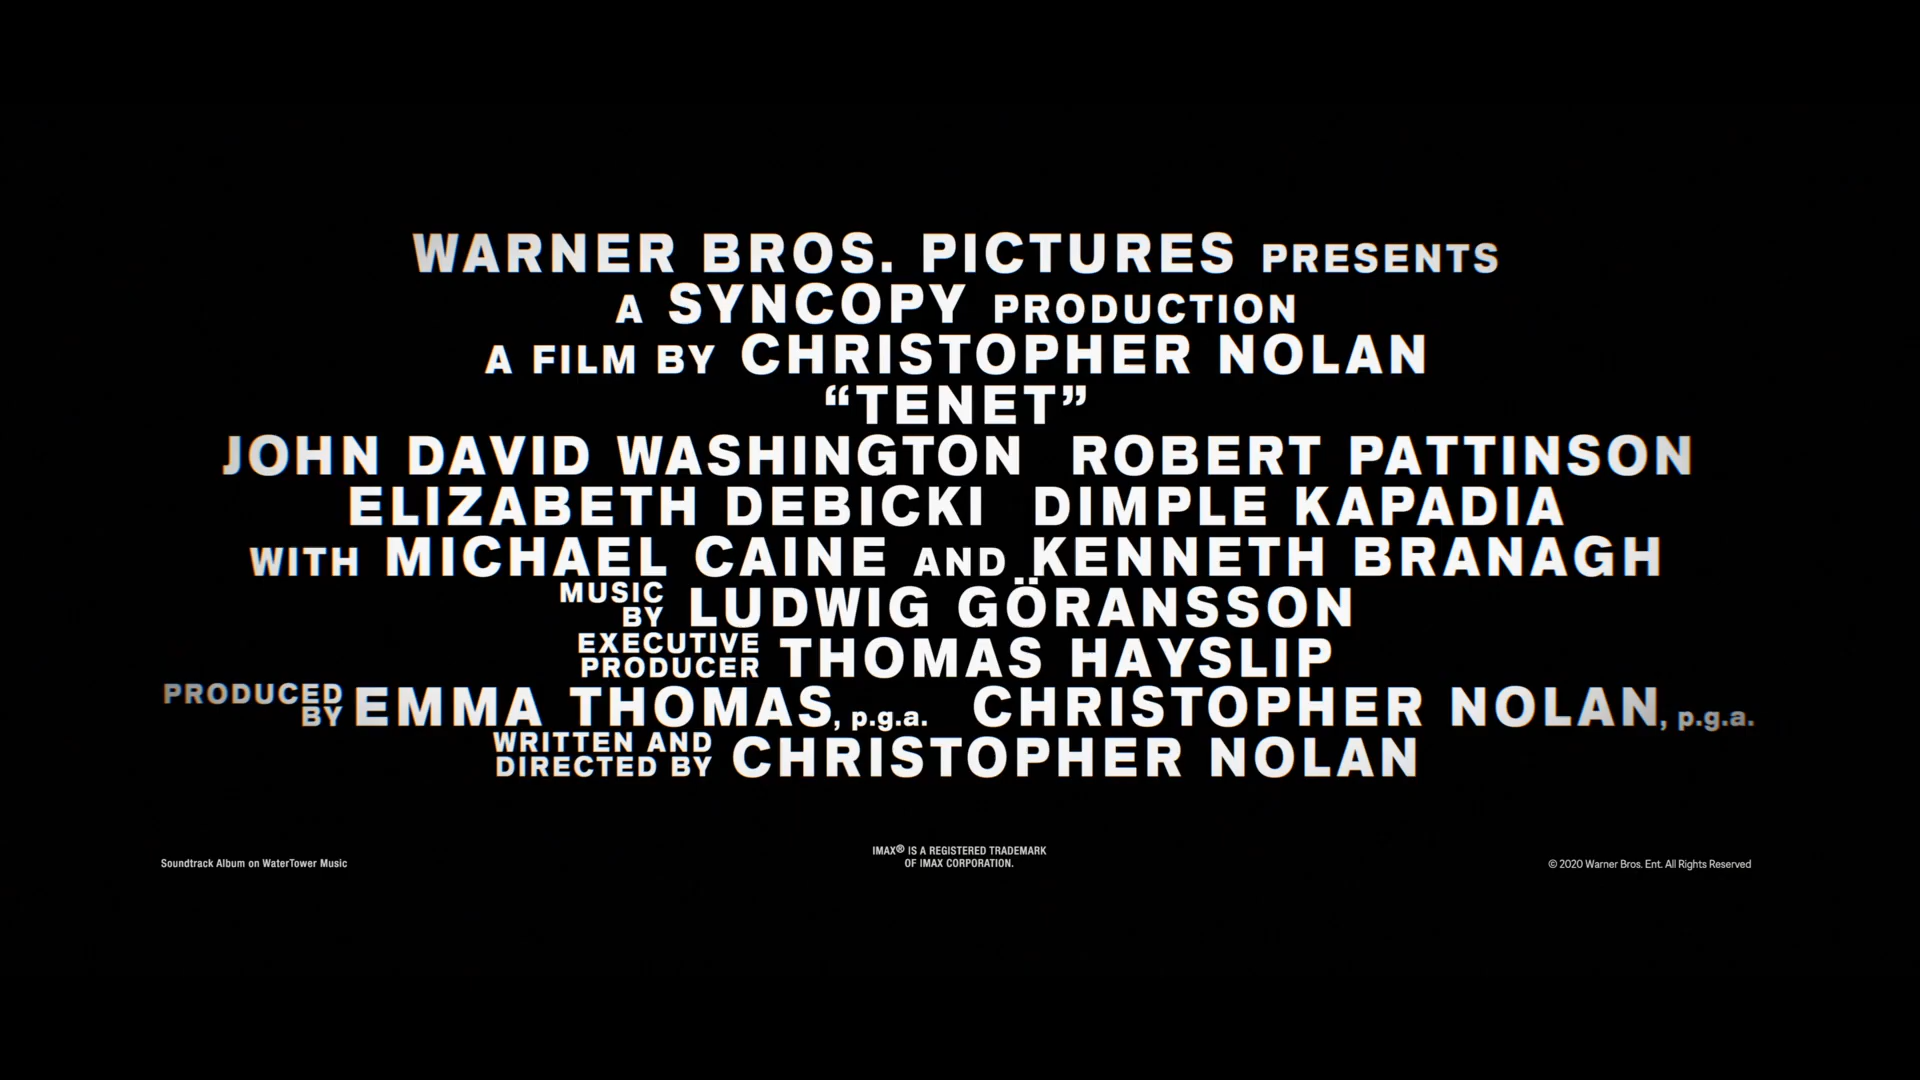 WARNER BROS. PICTURES PRESENTS
A SYNCOPY PRODUCTION
A FILM BY CHRISTOPHER NOLAN
“TENET”
JOHN DAVID WASHINGTON ROBERT PATTINSON
ELIZABETH DEBICKI DIMPLE KAPADIA
WITH MICHAEL CAINE AND KENNETH BRANAGH
MUSIC BY LUDWIG GÖRANSSON
EXECUTIVE PRODUCER THOMAS HAYSLIP
PRODUCED BY EMMA THOMAS, p.g.a. CHRISTOPHER NOLAN, p.g.a.
WRITTEN AND DIRECTED BY CHRISTOPHER NOLAN
Soundtrack Album on WaterTower Music
IMAX® IS A REGISTERED TRADEMARK
OF IMAX CORPORATION.
© 2020 Warner Bros. Ent. All Rights Reserved